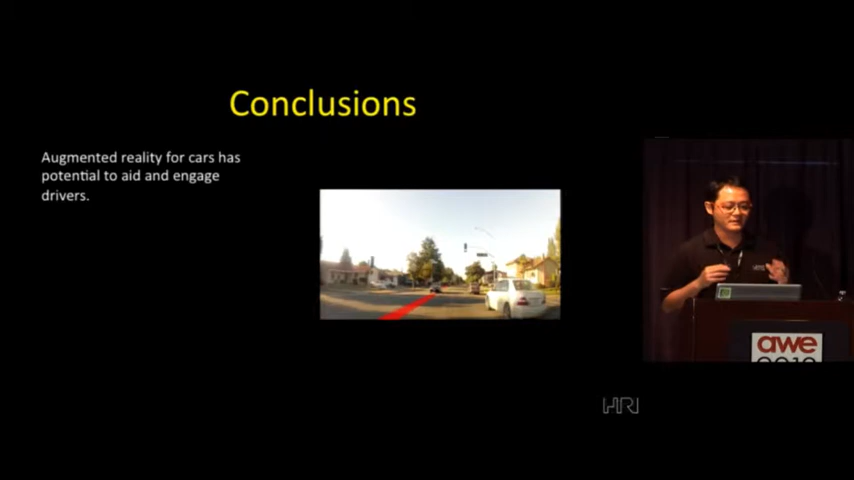 Conclusions
Augmented reality for cars has
potential to aid and engage
drivers.
awe
HRI